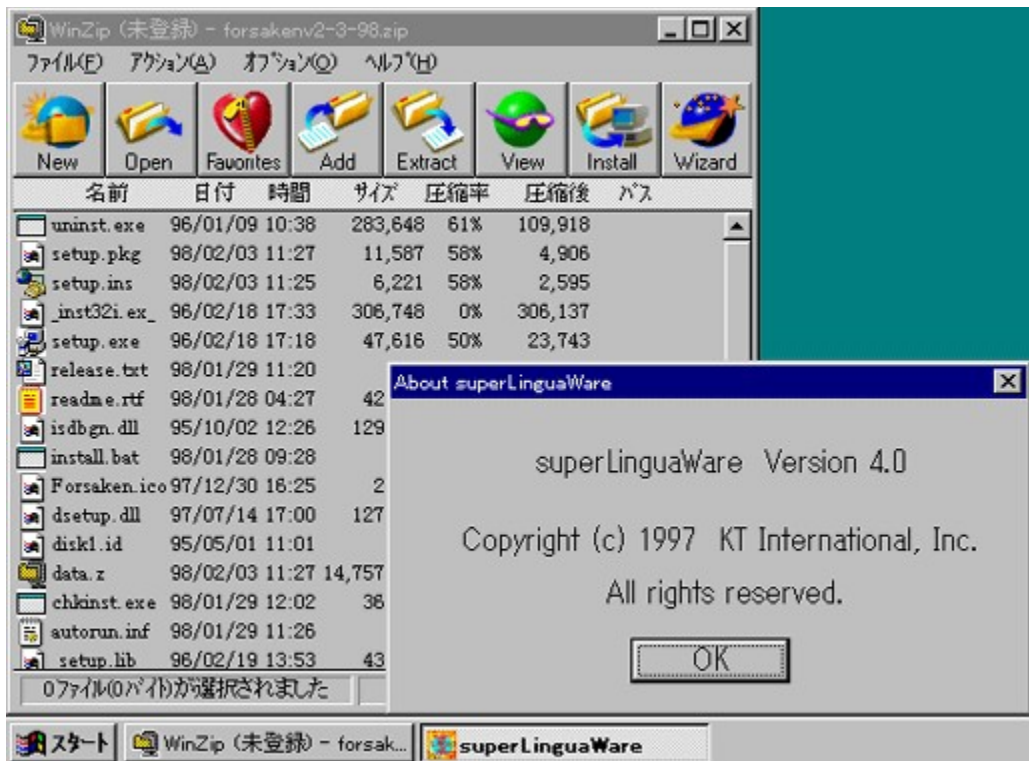 WinZip (未登録) - forsakenv2-3-98.zip
ファイル(F) アクション(A) オプション(O) ヘルプ(H)
New Open Favorites Add Extract View Install Wizard
名前 日付 時間 サイズ 圧縮率 圧縮後 パス
uninst.exe 96/01/09 10:38 283,648 61% 109,918
setup.pkg 98/02/03 11:27 11,587 58% 4,906
setup.ins 98/02/03 11:25 6,221 58% 2,595
_inst32i.ex_ 96/02/18 17:33 306,748 0% 306,137
setup.exe 96/02/18 17:18 47,616 50% 23,743
release.txt 98/01/29 11:20
readme.rtf 98/01/28 04:27 42
isdbgn.dll 95/10/02 12:26 129
install.bat 98/01/28 09:28
Forsaken.ico 97/12/30 16:25 2
dsetup.dll 97/07/14 17:00 127
disk1.id 95/05/01 11:01
data.z 98/02/03 11:27 14,757
chkinst.exe 98/01/29 12:02 36
autorun.inf 98/01/29 11:26
_setup.lib 96/02/19 13:53 43
0ファイル(0バイト)が選択されました
About superLinguaWare
superLinguaWare Version 4.0
Copyright (c) 1997 KT International, Inc.
All rights reserved.
OK
スタート WinZip (未登録) - forsak... superLinguaWare